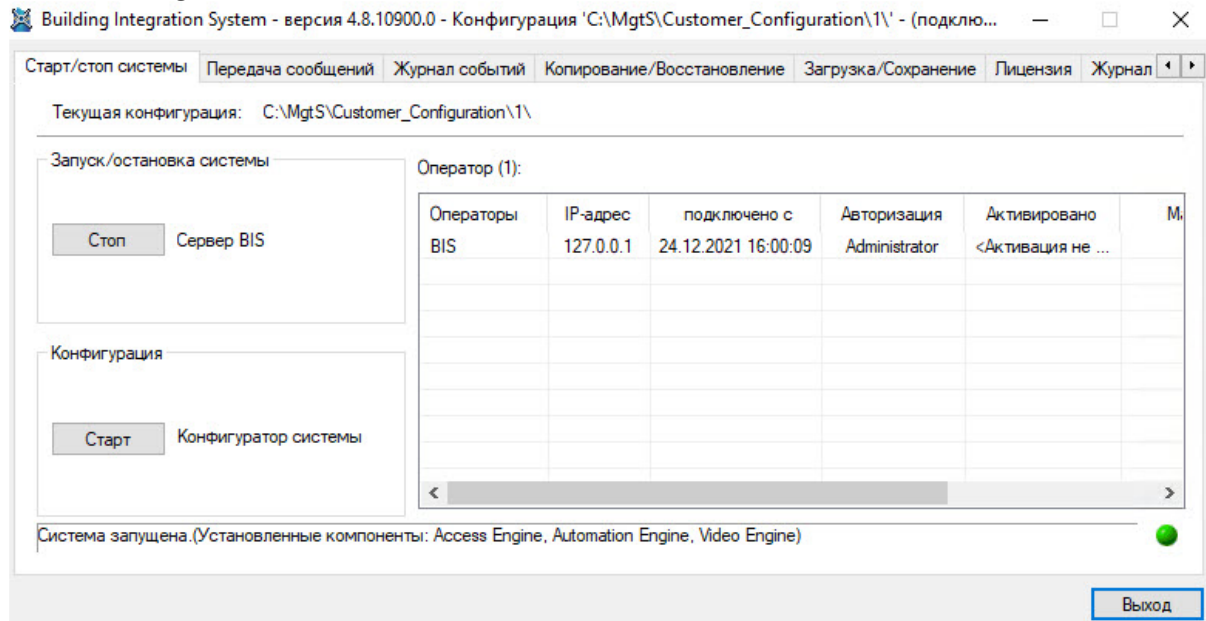 Building Integration System - версия 4.8.10900.0 - Конфигурация 'C:\MgtS\Customer_Configuration\1\' - (подклю...
Старт/стоп системы Передача сообщений Журнал событий Копирование/Восстановление Загрузка/Сохранение Лицензия Журнал
Текущая конфигурация: C:\MgtS\Customer_Configuration\1\
Запуск/остановка системы
Стоп Сервер BIS
Конфигурация
Старт Конфигуратор системы
Оператор (1):
Операторы IP-адрес подключено с Авторизация Активировано
BIS 127.0.0.1 24.12.2021 16:00:09 Administrator <Активация не ...
Система запущена.(Установленные компоненты: Access Engine, Automation Engine, Video Engine)
Выход